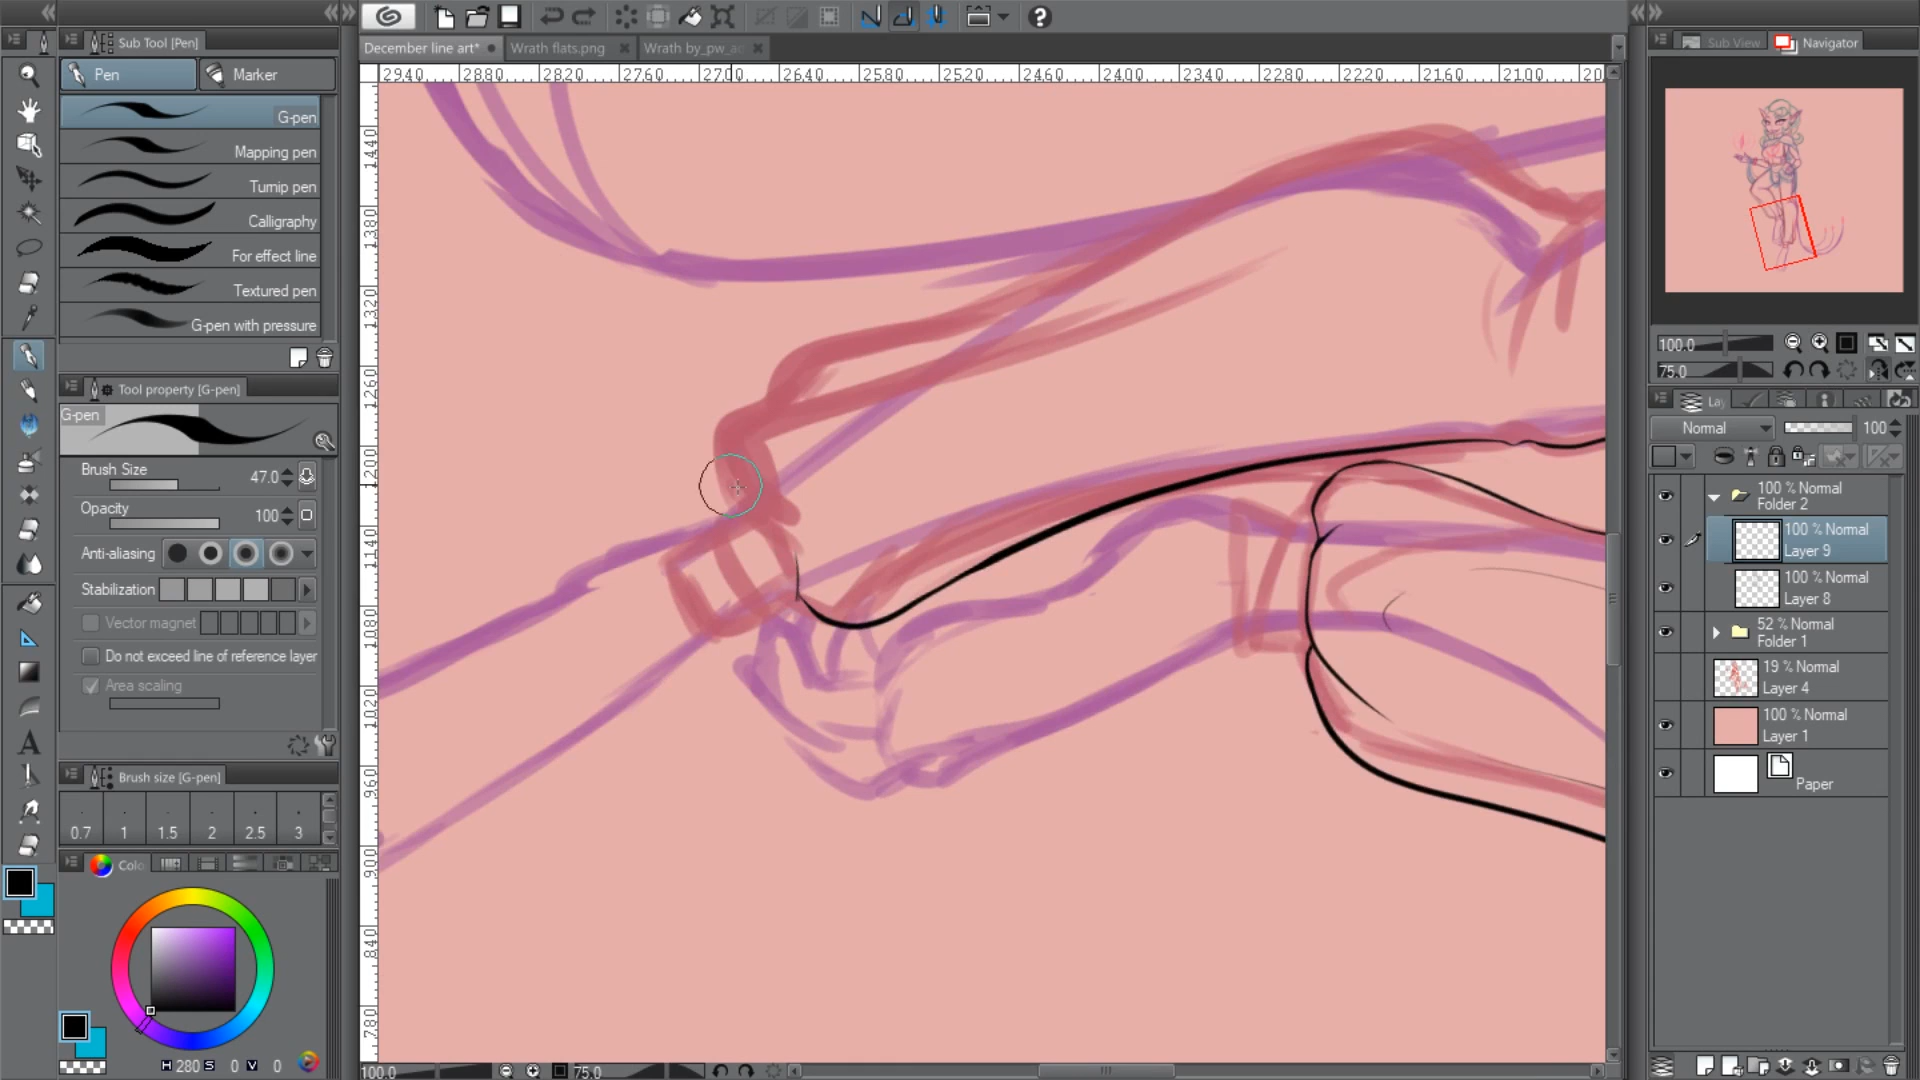 Sub Tool [Pen]
Pen
Marker
G-pen
Mapping pen
Turnip pen
Calligraphy
For effect line
Textured pen
G-pen with pressure
Tool property [G-pen]
G-pen
Brush Size 47.0
Opacity 100
Anti-aliasing
Stabilization
Vector magnet
Do not exceed line of reference layer
Area scaling
Brush size [G-pen]
0.7 1 1.5 2 2.5 3
Colo
H 280 S 0 V 0
December line art*
Wrath flats.png
Wrath by_pw_a
2940 2880 2820 2760 2700 2640 2580 2520 2460 2400 2340 2280 2220 2160 2100 20
1440
1380
1320
1260
1200
1140
1080
1020
960
900
840
780
100.0
75.0
Sub View
Navigator
100.0
75.0
Lay
Normal 100
100 % Normal
Folder 2
100 % Normal
Layer 9
100 % Normal
Layer 8
52 % Normal
Folder 1
19 % Normal
Layer 4
100 % Normal
Layer 1
Paper